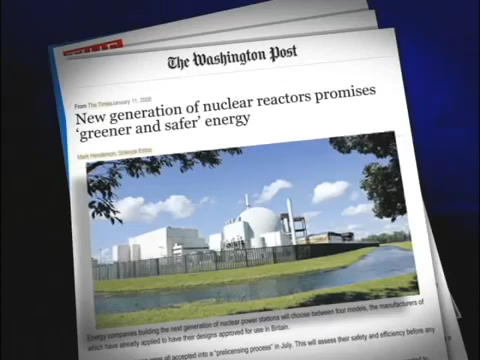 The Washington Post
From The Times January 11, 2008
New generation of nuclear reactors promises
'greener and safer' energy
Mark Henderson, Science Editor
Energy companies building the next generation of nuclear power stations will choose between four models, the manufacturers of
which have already applied to have their designs approved for use in Britain.
all accepted into a "prelicensing process" in July. This will assess their safety and efficiency before any